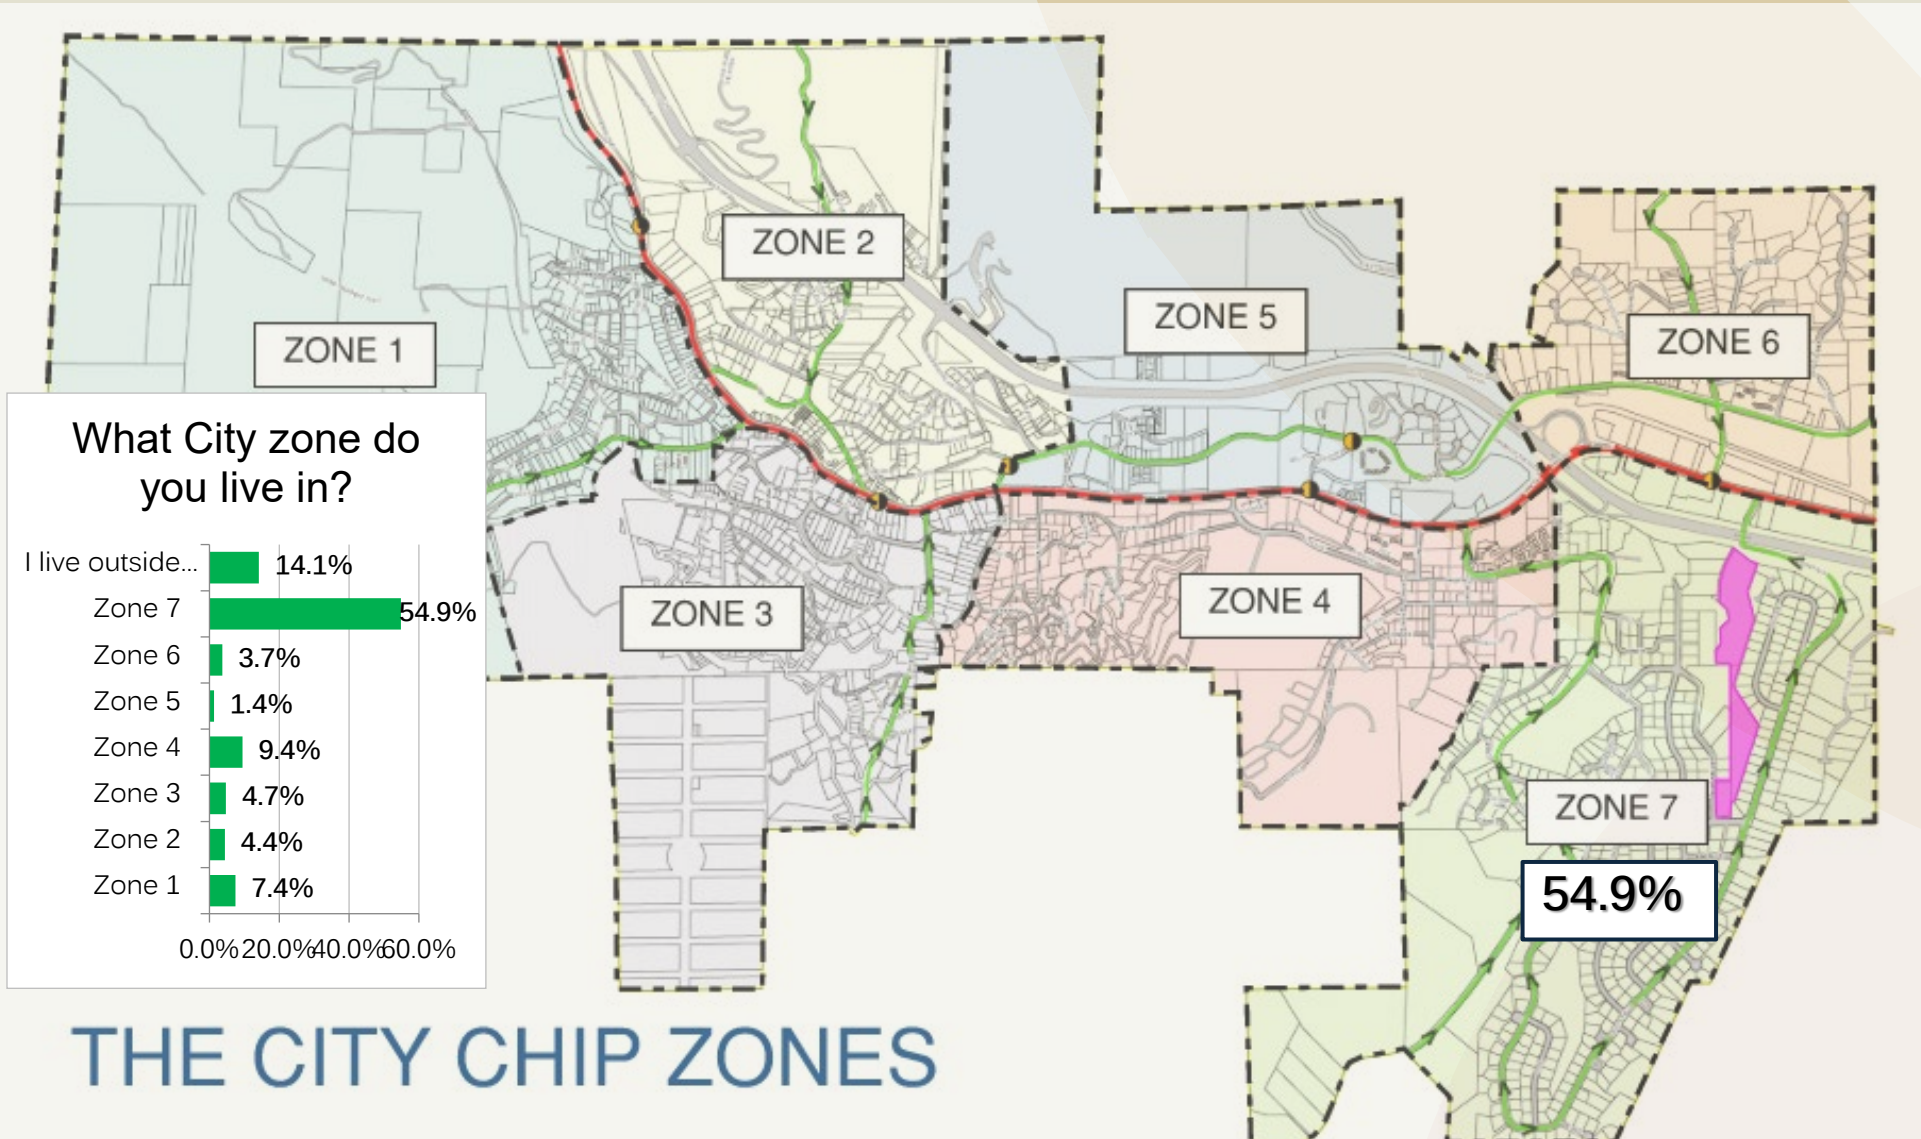 ZONE 2
ZONE 5
ZONE 1
ZONE 6
ZONE 3
ZONE 4
ZONE 7
54.9%
What City zone do
you live in?
I live outside... 14.1%
Zone 7 54.9%
Zone 6 3.7%
Zone 5 1.4%
Zone 4 9.4%
Zone 3 4.7%
Zone 2 4.4%
Zone 1 7.4%
0.0% 20.0% 40.0% 60.0%
THE CITY CHIP ZONES